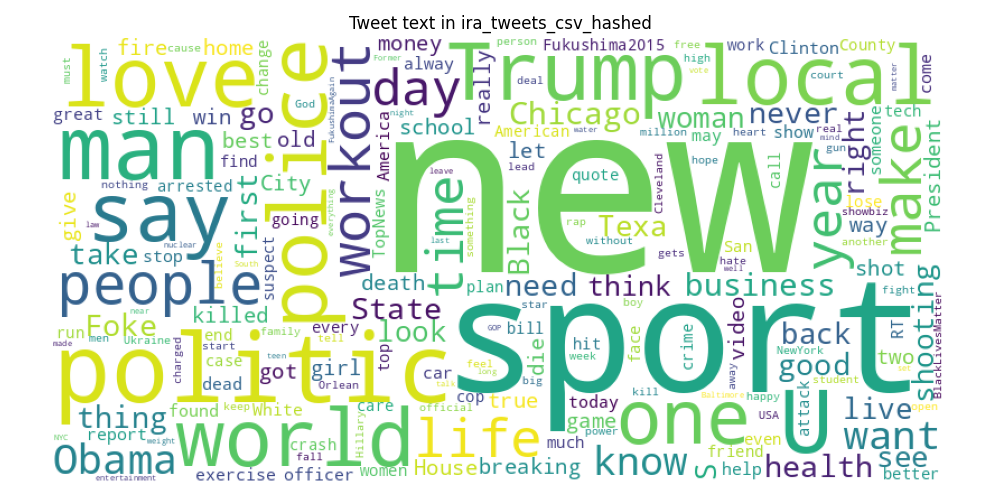 Tweet text in ira_tweets_csv_hashed
must
watch
fire
cause
home
change
money
alway
Former
person
Fukushima2015
free
high
vote
work
Clinton
County
matter
come
love
police
workout
day
really
deal
Trump
local
court
great
still
win
go
God
FukushimaAgain
night
school
American
water
Chicago
million
woman
heart
never
show
real
mind
gun
right
someone
tech
man
best
old
America
let
lead
may
find
nothing
arrested
City
TopNews
leave
new
quote
Cleveland
hope
call
year
lose
make
President
say
give
law
going
first
everything
time
something
Black
rap
Texa
without
San
hate
gets
well
showbiz
way
another
take
stop
nuclear
suspect
believe
South
last
shot
people
killed
death
plan
need
think
business
fight
shooting
near
State
star
boy
video
run
Foke
end
family
every
look
GOP
bill
sport
back
RT
BlackLivesMatter
made
men
Ukraine
start
tell
top
die
hit
week
face
crime
NewYork
good
two
politic
charged
case
teen
got
girl
feel
long
car
talk
big
kill
away
Baltimore
happy
student
set
dead
Orlean
cop
true
today
one
USA
attack
U
live
open
thing
found
keep
White
care
official
game
power
friend
even
want
NYC
report
weight
world
crash
fall
Hillary
life
much
know
S
help
health
see
Obama
entertainment
exercise
officer
women
House
breaking
better